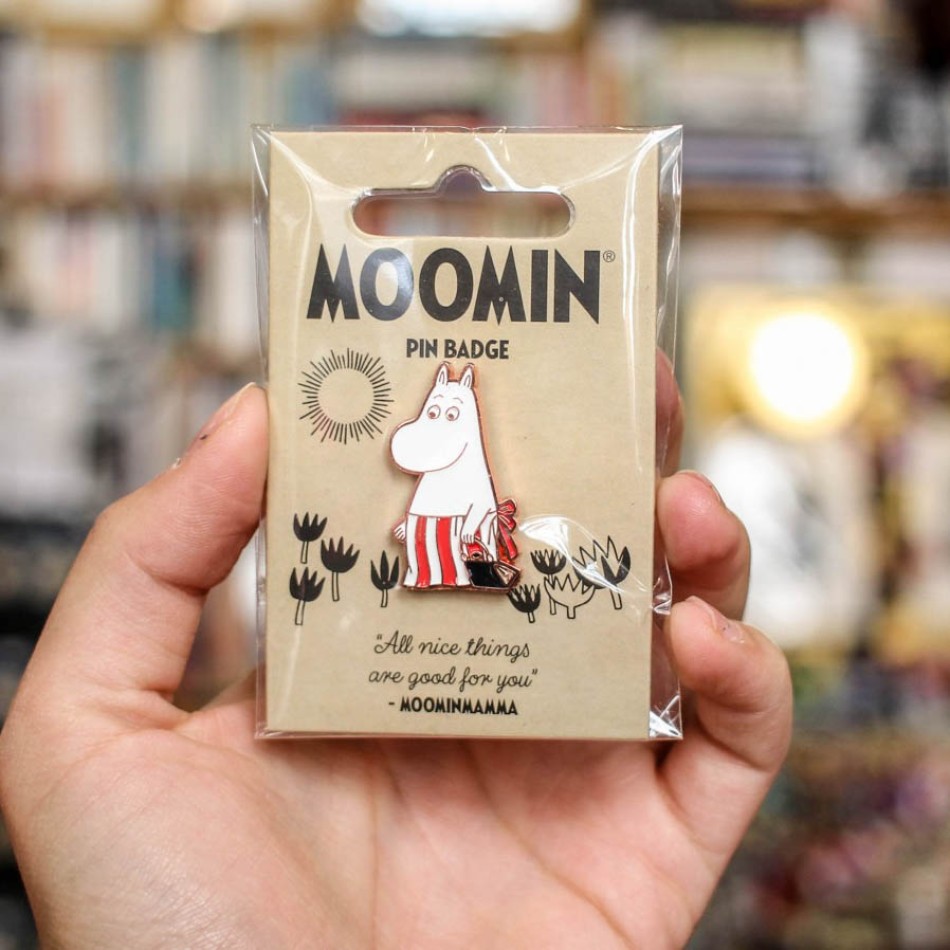 MOOMIN®
PIN BADGE
"All nice things
are good for you"
- MOOMINMAMMA